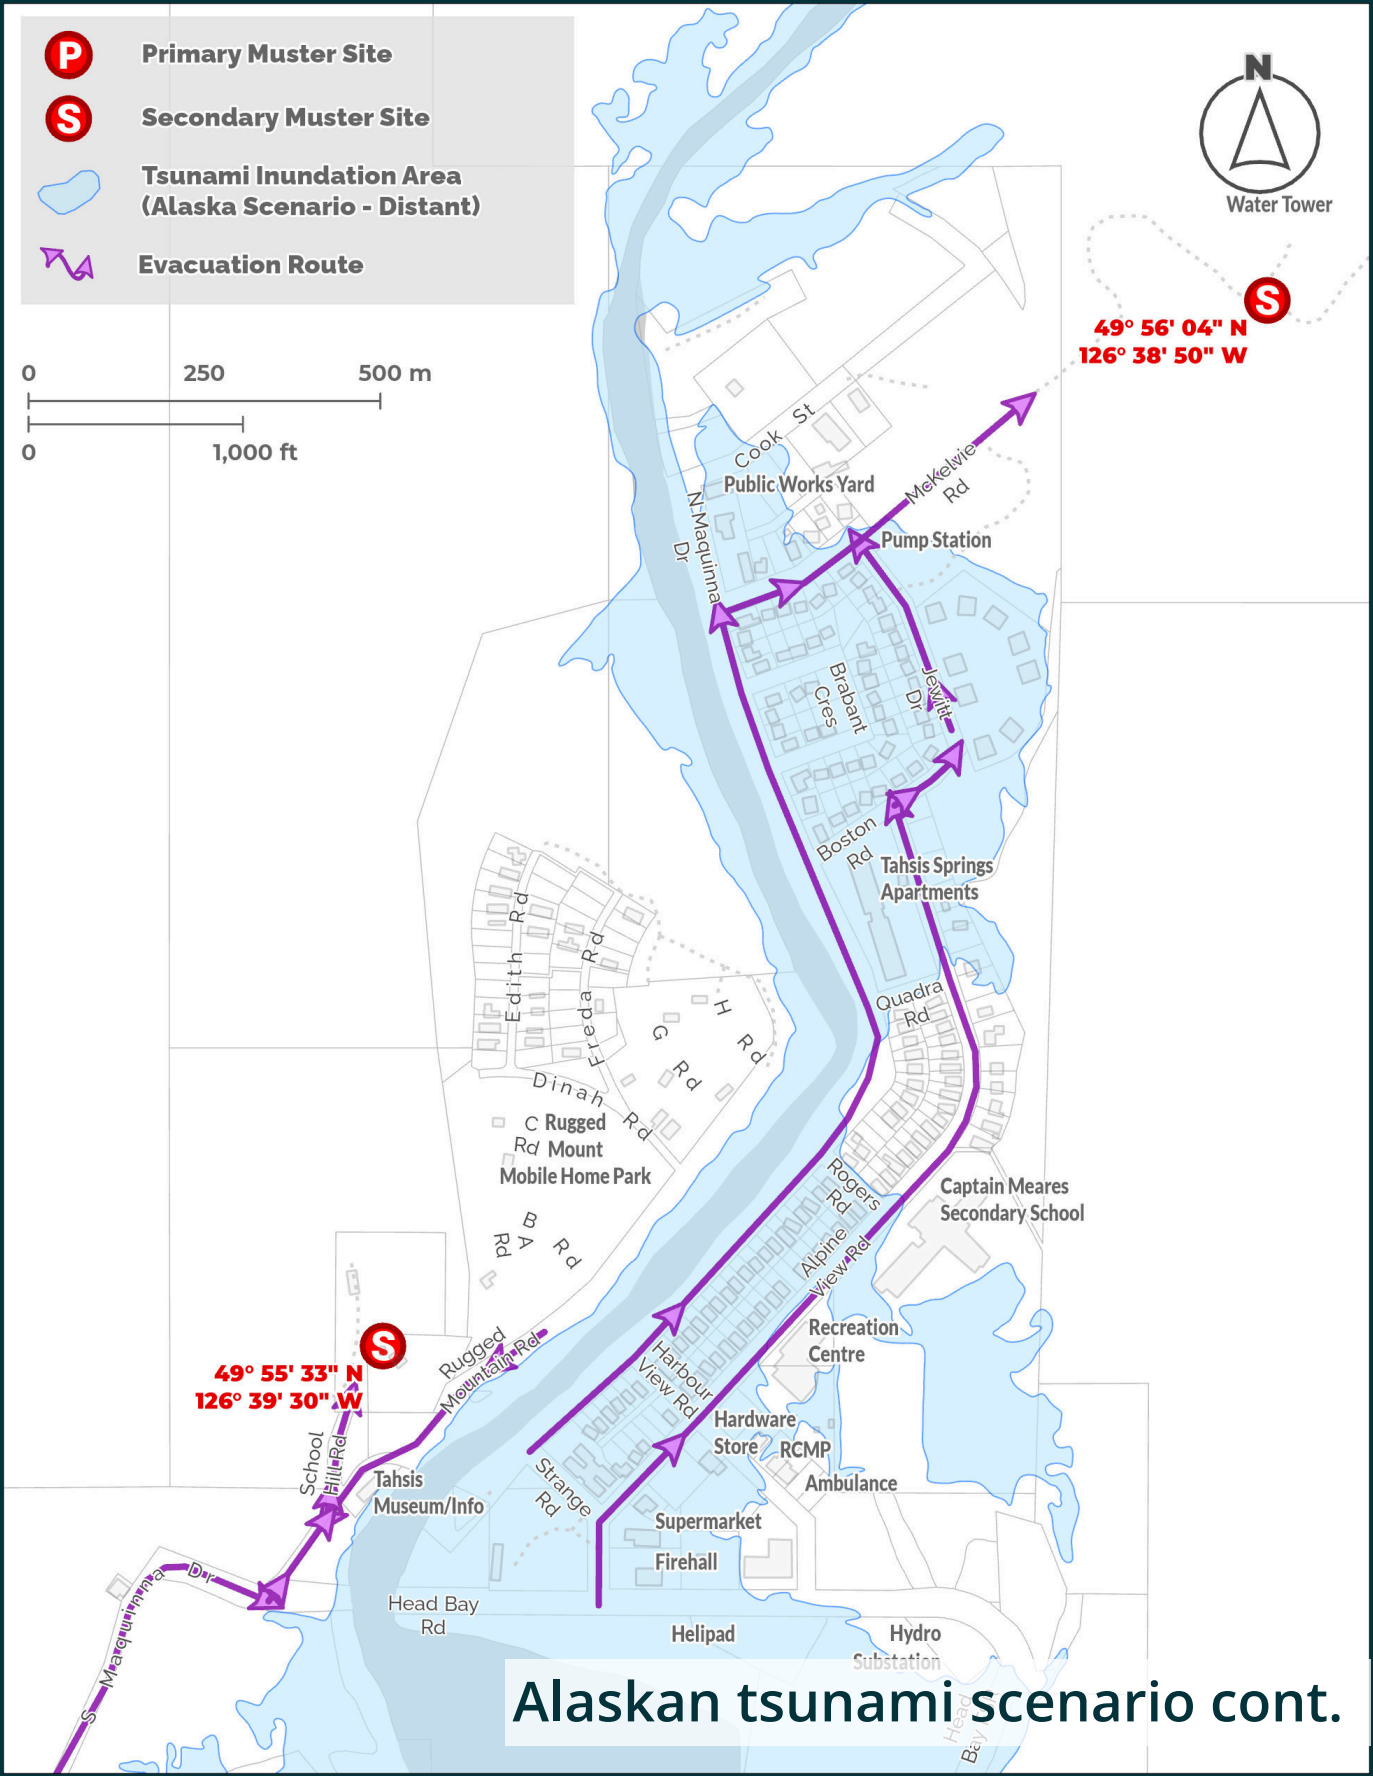 P Primary Muster Site
S Secondary Muster Site
Tsunami Inundation Area
(Alaska Scenario - Distant)
Evacuation Route
N
Water Tower
S
49° 56' 04" N
126° 38' 50" W
0 250 500 m
0 1,000 ft
Cook St
Public Works Yard
McKelvie
Rd
N Maquinna
Dr
Pump Station
Brabant
Cres
Jewitt
Dr
Boston
Rd
Tahsis Springs
Apartments
Edith Rd
Freda Rd
Quadra
Rd
H Rd
G Rd
Dinah Rd
C
Rd
Rugged
Mount
Mobile Home Park
Rogers
Rd
Captain Meares
Secondary School
B Rd
A
Rd
Alpine
View Rd
Recreation
Centre
S
49° 55' 33" N
126° 39' 30" W
Rugged
Mountain Rd
Harbour
View Rd
Hardware
Store
RCMP
Ambulance
School
Hill Rd
Tahsis
Museum/Info
Strange
Rd
Supermarket
Firehall
S Maquinna Dr
Head Bay
Rd
Helipad
Hydro
Substation
Head
Bay
Alaskan tsunami scenario cont.